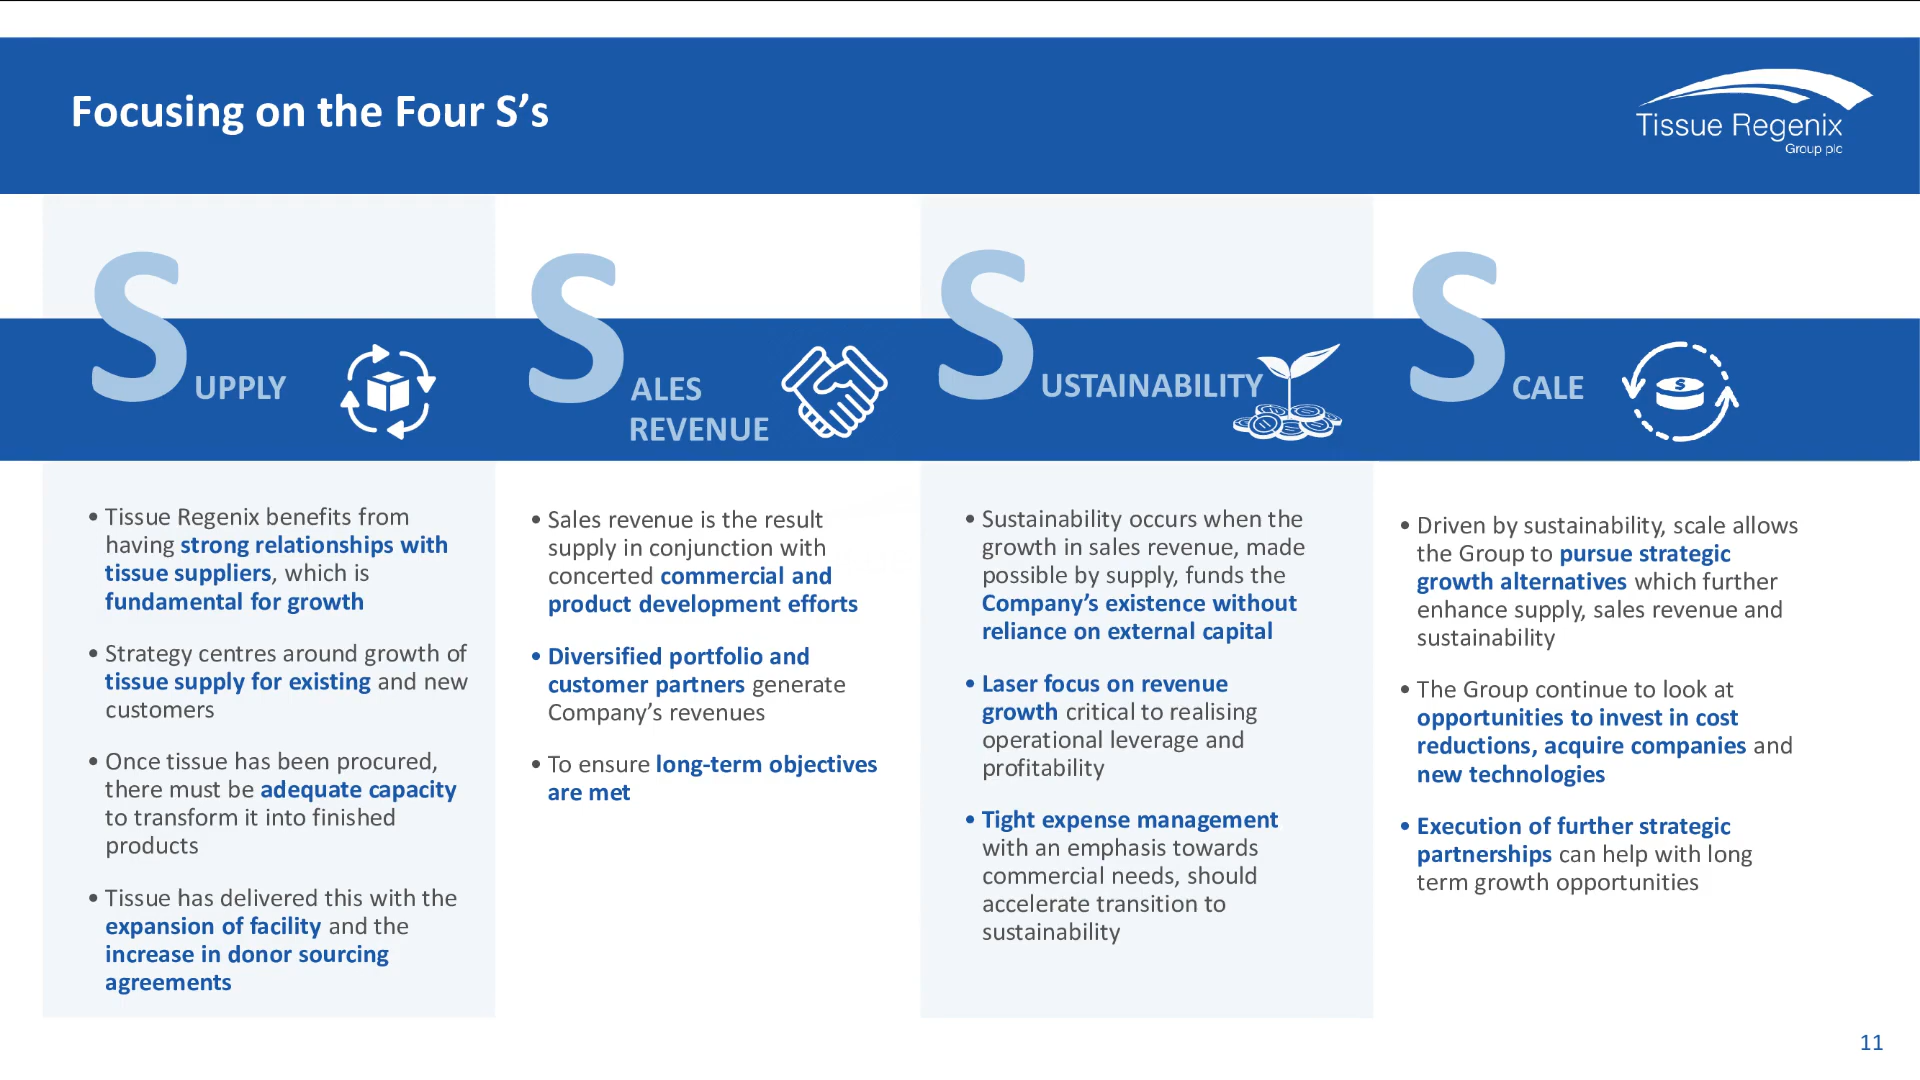 Focusing on the Four S’s
Tissue Regenix
Group plc
SUPPLY
• Tissue Regenix benefits from
having strong relationships with
tissue suppliers, which is
fundamental for growth
• Strategy centres around growth of
tissue supply for existing and new
customers
• Once tissue has been procured,
there must be adequate capacity
to transform it into finished
products
• Tissue has delivered this with the
expansion of facility and the
increase in donor sourcing
agreements
SALES
REVENUE
• Sales revenue is the result
supply in conjunction with
concerted commercial and
product development efforts
• Diversified portfolio and
customer partners generate
Company’s revenues
• To ensure long-term objectives
are met
SUSTAINABILITY
• Sustainability occurs when the
growth in sales revenue, made
possible by supply, funds the
Company’s existence without
reliance on external capital
• Laser focus on revenue
growth critical to realising
operational leverage and
profitability
• Tight expense management
with an emphasis towards
commercial needs, should
accelerate transition to
sustainability
SCALE
$
• Driven by sustainability, scale allows
the Group to pursue strategic
growth alternatives which further
enhance supply, sales revenue and
sustainability
• The Group continue to look at
opportunities to invest in cost
reductions, acquire companies and
new technologies
• Execution of further strategic
partnerships can help with long
term growth opportunities
11